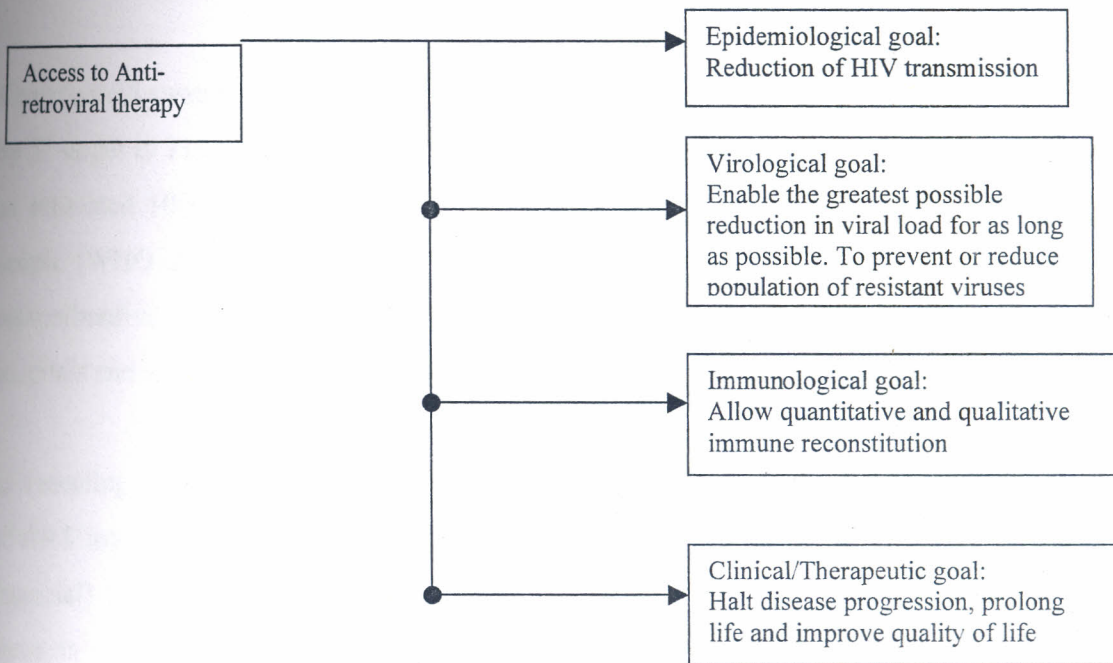 Access to Anti-
retroviral therapy
Epidemiological goal:
Reduction of HIV transmission
Virological goal:
Enable the greatest possible
reduction in viral load for as long
as possible. To prevent or reduce
population of resistant viruses
Immunological goal:
Allow quantitative and qualitative
immune reconstitution
Clinical/Therapeutic goal:
Halt disease progression, prolong
life and improve quality of life